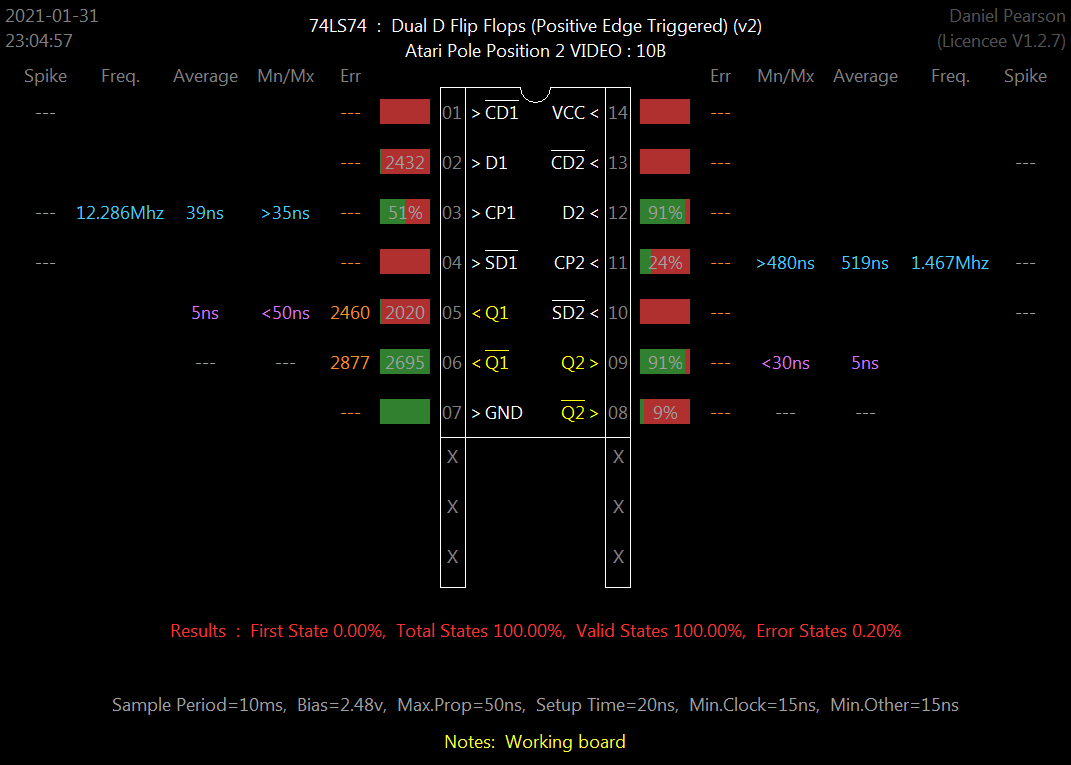 2021-01-31 74LS74 : Dual D Flip Flops (Positive Edge Triggered) (v2) Daniel Pearson
23:04:57 Atari Pole Position 2 VIDEO : 10B (Licencee V1.2.7)
Spike Freq. Average Mn/Mx Err Err Mn/Mx Average Freq. Spike
--- --- 01 > CD1 VCC < 14 ---
--- 2432 02 > D1 CD2 < 13 --- ---
--- 12.286Mhz 39ns >35ns --- 51% 03 > CP1 D2 < 12 91% ---
--- --- 04 > SD1 CP2 < 11 24% --- >480ns 519ns 1.467Mhz ---
5ns <50ns 2460 2020 05 < Q1 SD2 < 10 --- ---
--- --- 2877 2695 06 < Q1 Q2 > 09 91% --- <30ns 5ns
--- 07 > GND Q2 > 08 9% --- --- ---
X X
X X
X X
Results : First State 0.00%, Total States 100.00%, Valid States 100.00%, Error States 0.20%
Sample Period=10ms, Bias=2.48v, Max.Prop=50ns, Setup Time=20ns, Min.Clock=15ns, Min.Other=15ns
Notes: Working board